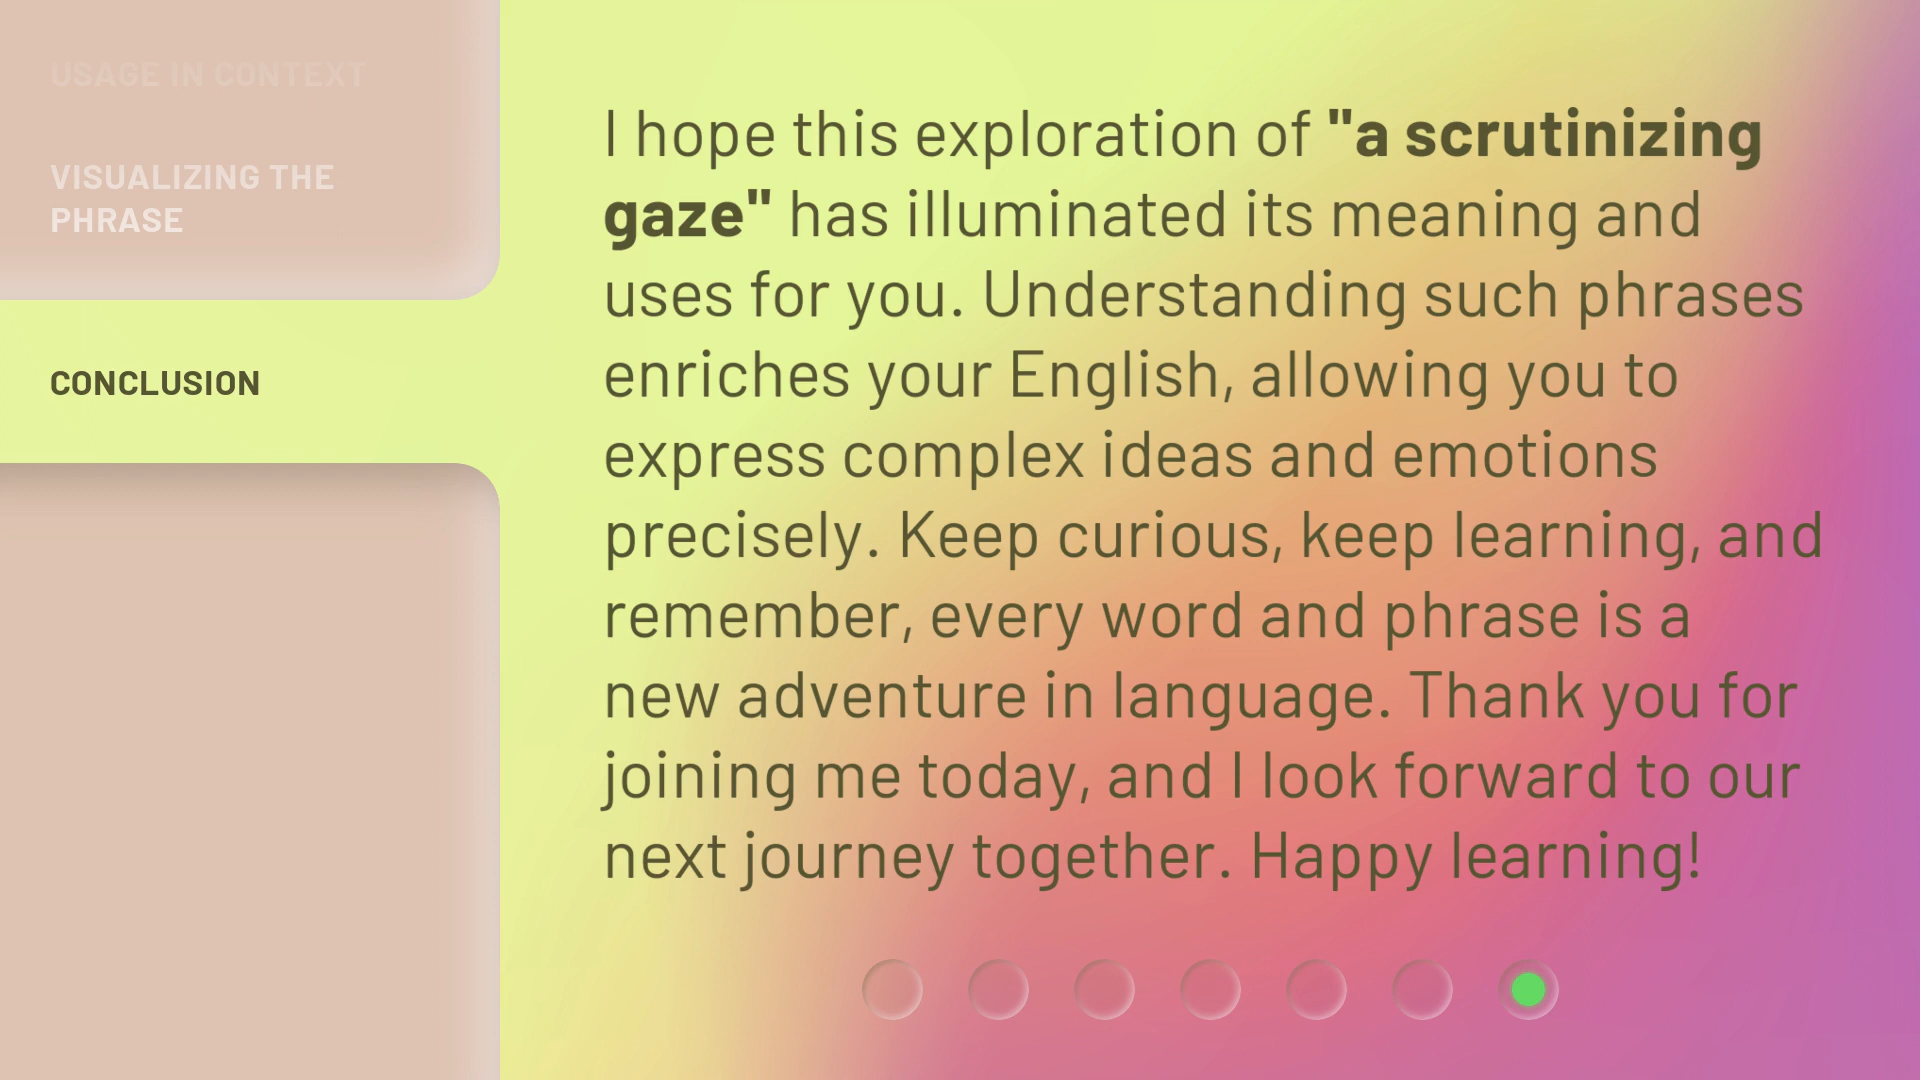 USAGE IN CONTEXT
VISUALIZING THE
PHRASE
CONCLUSION
I hope this exploration of "a scrutinizing
gaze" has illuminated its meaning and
uses for you. Understanding such phrases
enriches your English, allowing you to
express complex ideas and emotions
precisely. Keep curious, keep learning, and
remember, every word and phrase is a
new adventure in language. Thank you for
joining me today, and I look forward to our
next journey together. Happy learning!